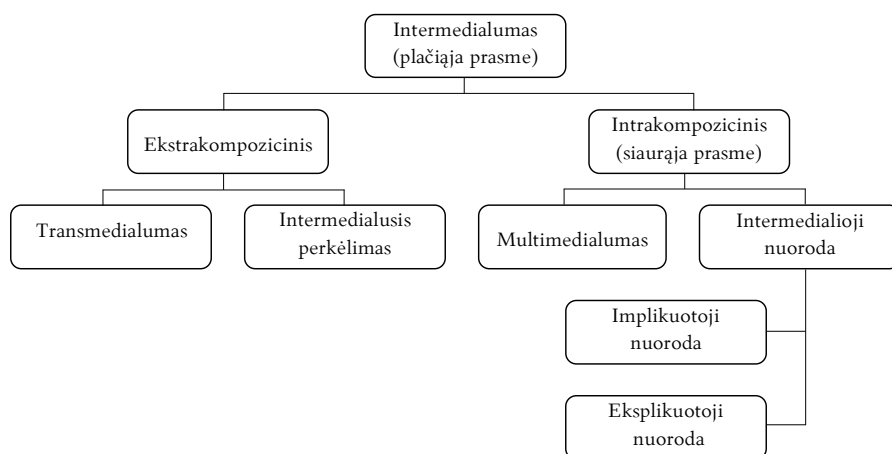 Intermedialumas
(plačiąja prasme)
Ekstrakompozicinis
Intrakompozicinis
(siaurąja prasme)
Transmedialumas
Intermedialusis
perkėlimas
Multimedialumas
Intermedialioji
nuoroda
Implikuotoji
nuoroda
Eksplikuotoji
nuoroda